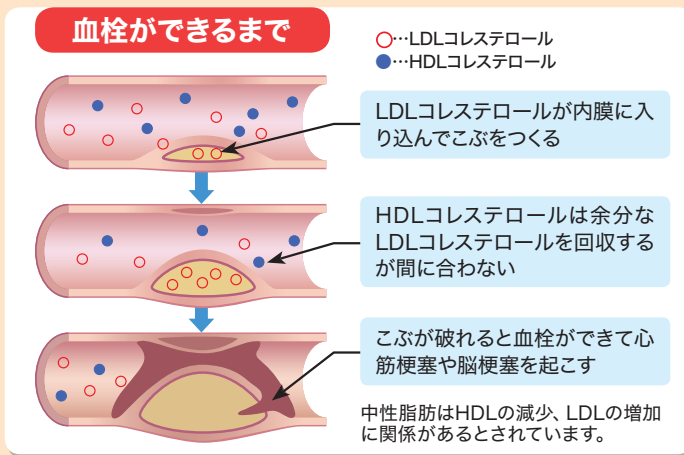 血栓ができるまで
○…LDLコレステロール
●…HDLコレステロール
LDLコレステロールが内膜に入
り込んでこぶをつくる
HDLコレステロールは余分な
LDLコレステロールを回収する
が間に合わない
こぶが破れると血栓ができて心
筋梗塞や脳梗塞を起こす
中性脂肪はHDLの減少、LDLの増加
に関係があるとされています。